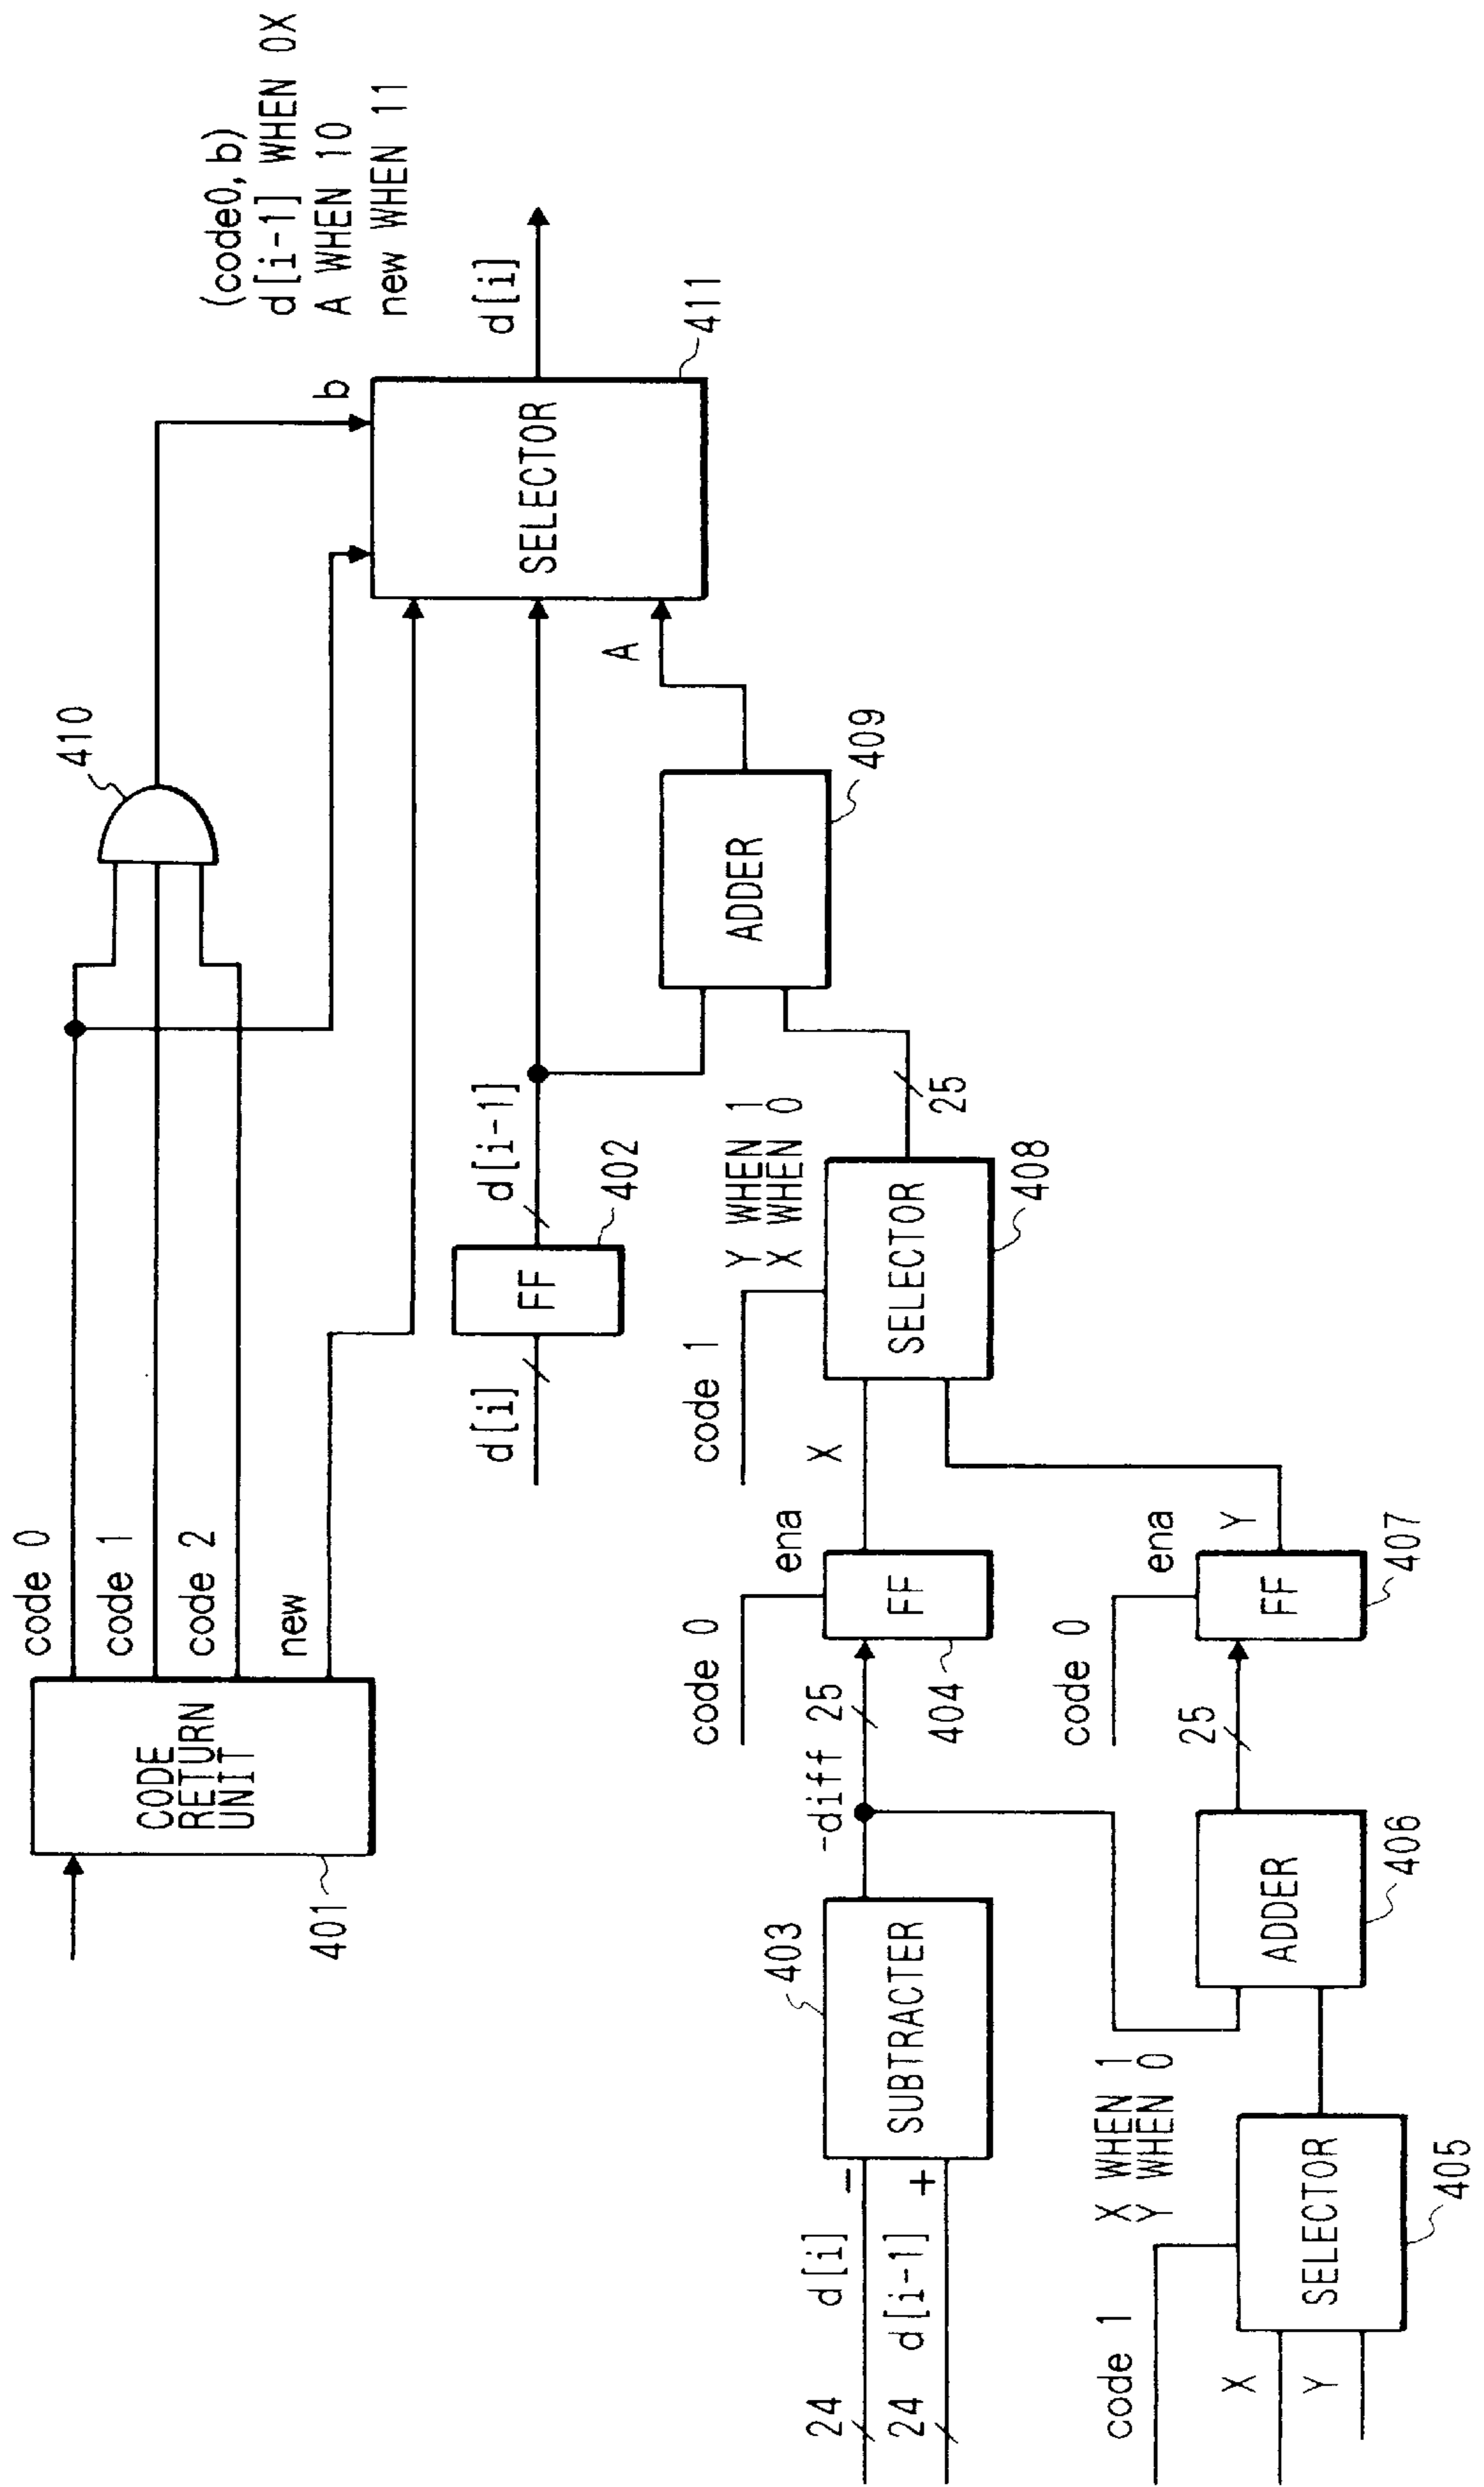 code 0
code 1
code 2
new
CODE
RETURN
UNIT
401
410
b
(code0, b)
d[i-1] WHEN 0X
A WHEN 10
new WHEN 11
SELECTOR
411
d[i]
d[i]
FF
402
d[i-1]
A
ADDER
409
24
d[i]
-
24
d[i-1]
+
SUBTRACTER
403
-diff
25
code 0
ena
FF
404
X
code 1
Y WHEN 1
X WHEN 0
SELECTOR
408
25
code 1
X
Y
X WHEN 1
Y WHEN 0
SELECTOR
405
ADDER
406
25
code 0
ena
FF
407
Y